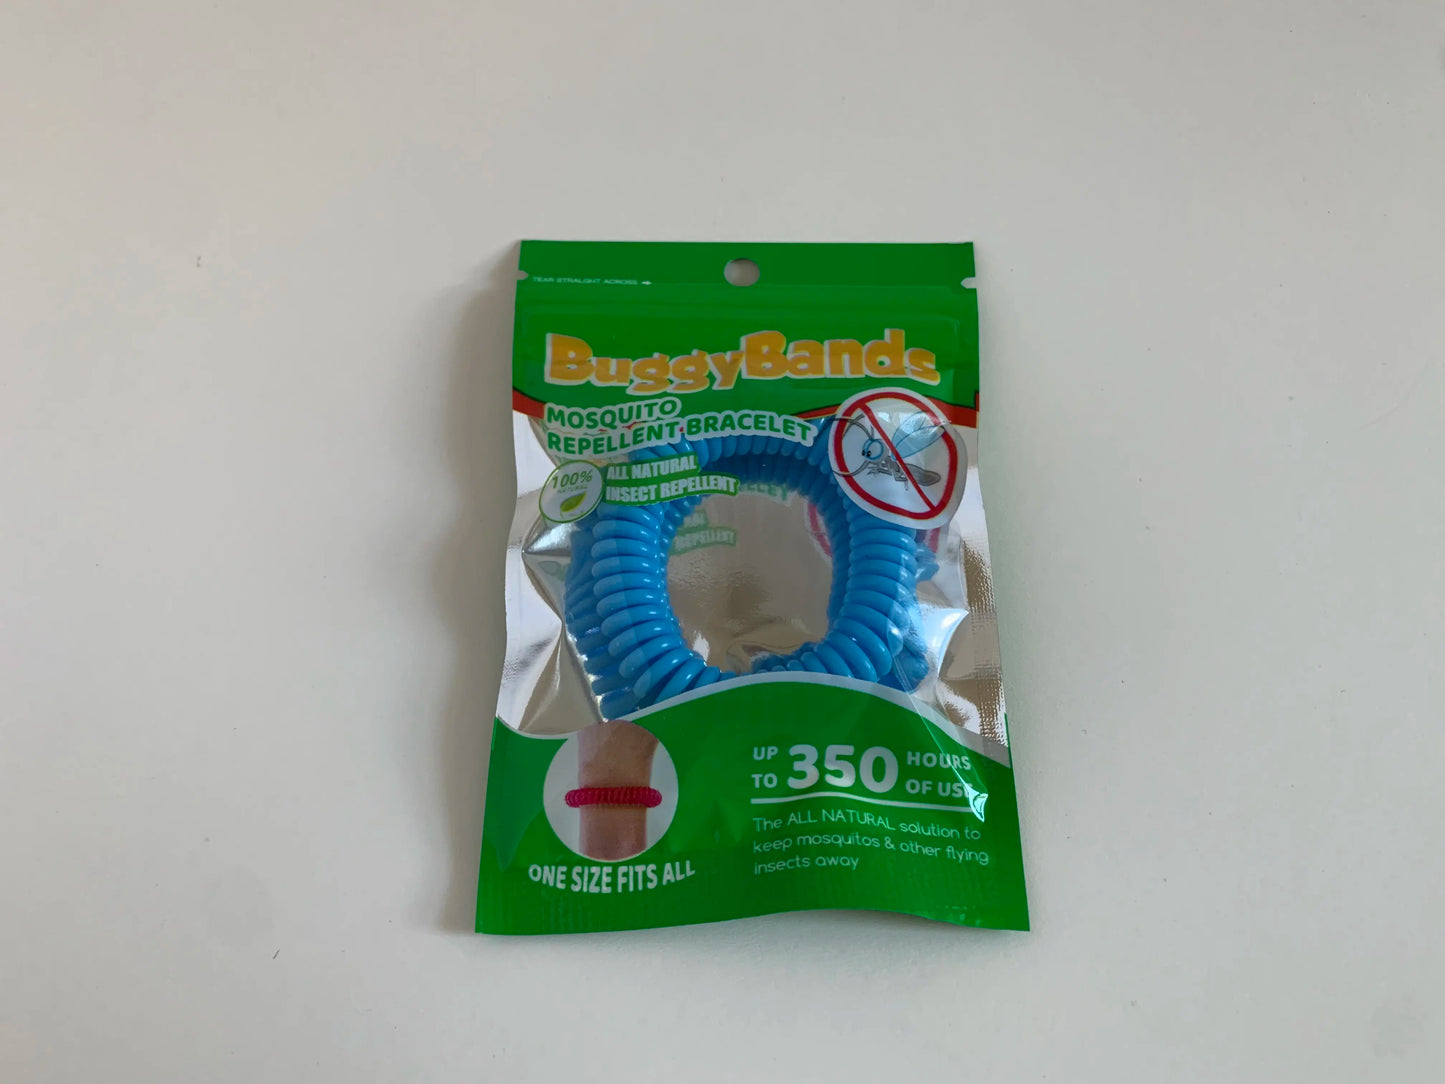 TEAR STRAIGHT ACROSS
BuggyBands
MOSQUITO
REPELLENT BRACELET
100%
NATURAL
ALL NATURAL
INSECT REPELLENT
UP TO 350 HOURS OF USE
The ALL NATURAL solution to
keep mosquitos & other flying
insects away
ONE SIZE FITS ALL